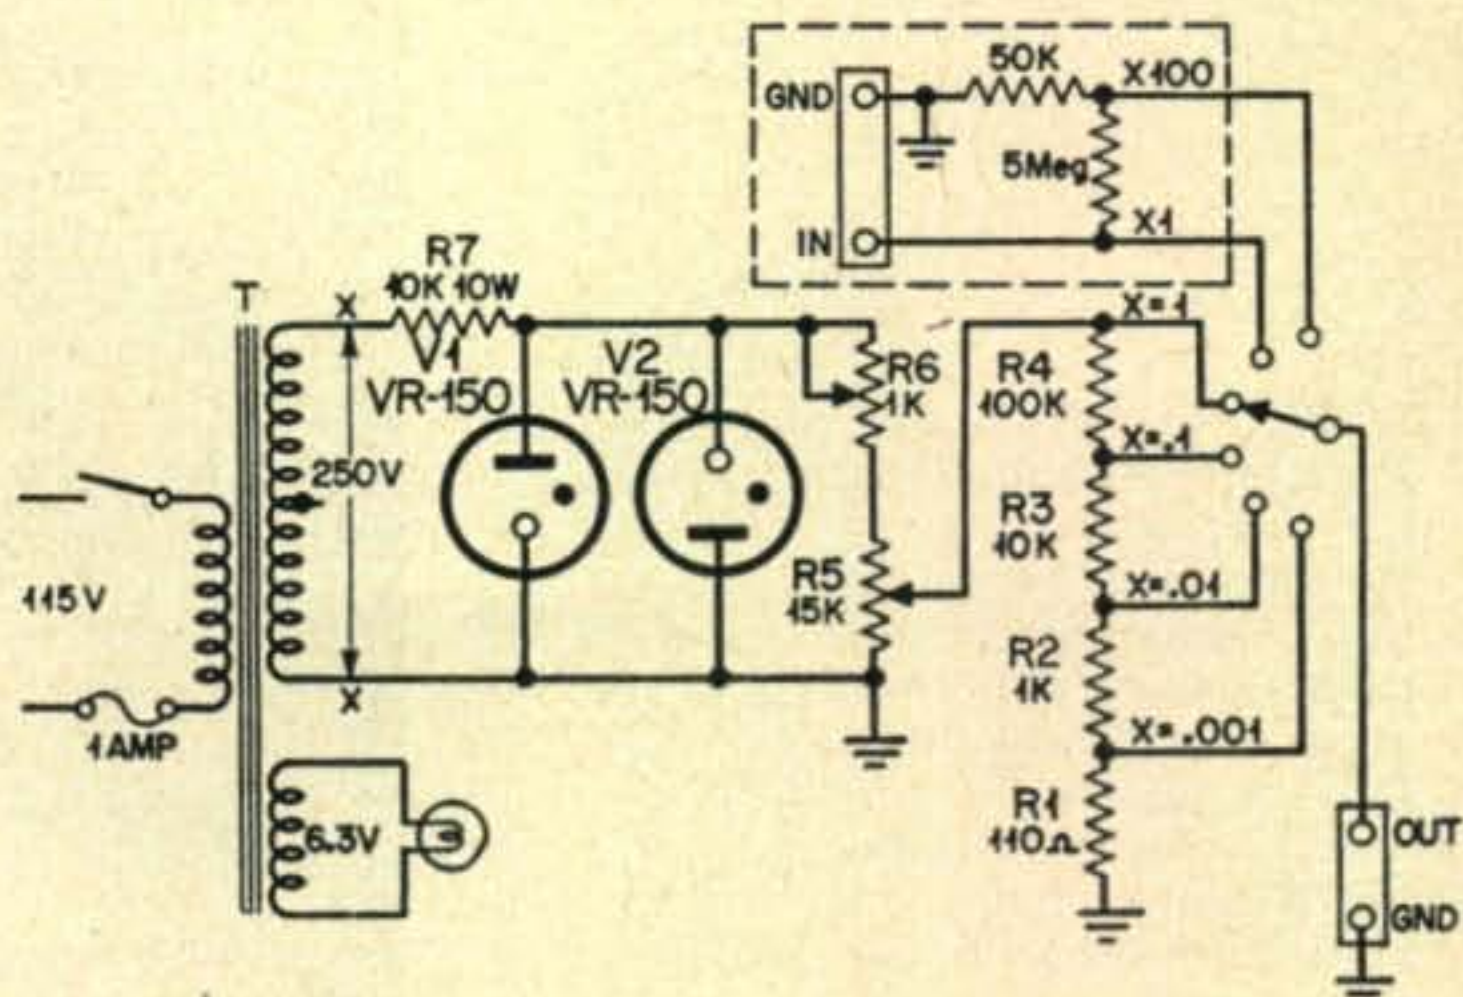 50K
X100
GND
5Meg
X1
IN
R7
10K 10W
T
X
V1
VR-150
V2
VR-150
R6
1K
X=1
R4
100K
250V
X=.1
R3
10K
115V
R5
15K
X=.01
R2
1K
X
1 AMP
X=.001
R1
110Ω
6.3V
OUT
GND